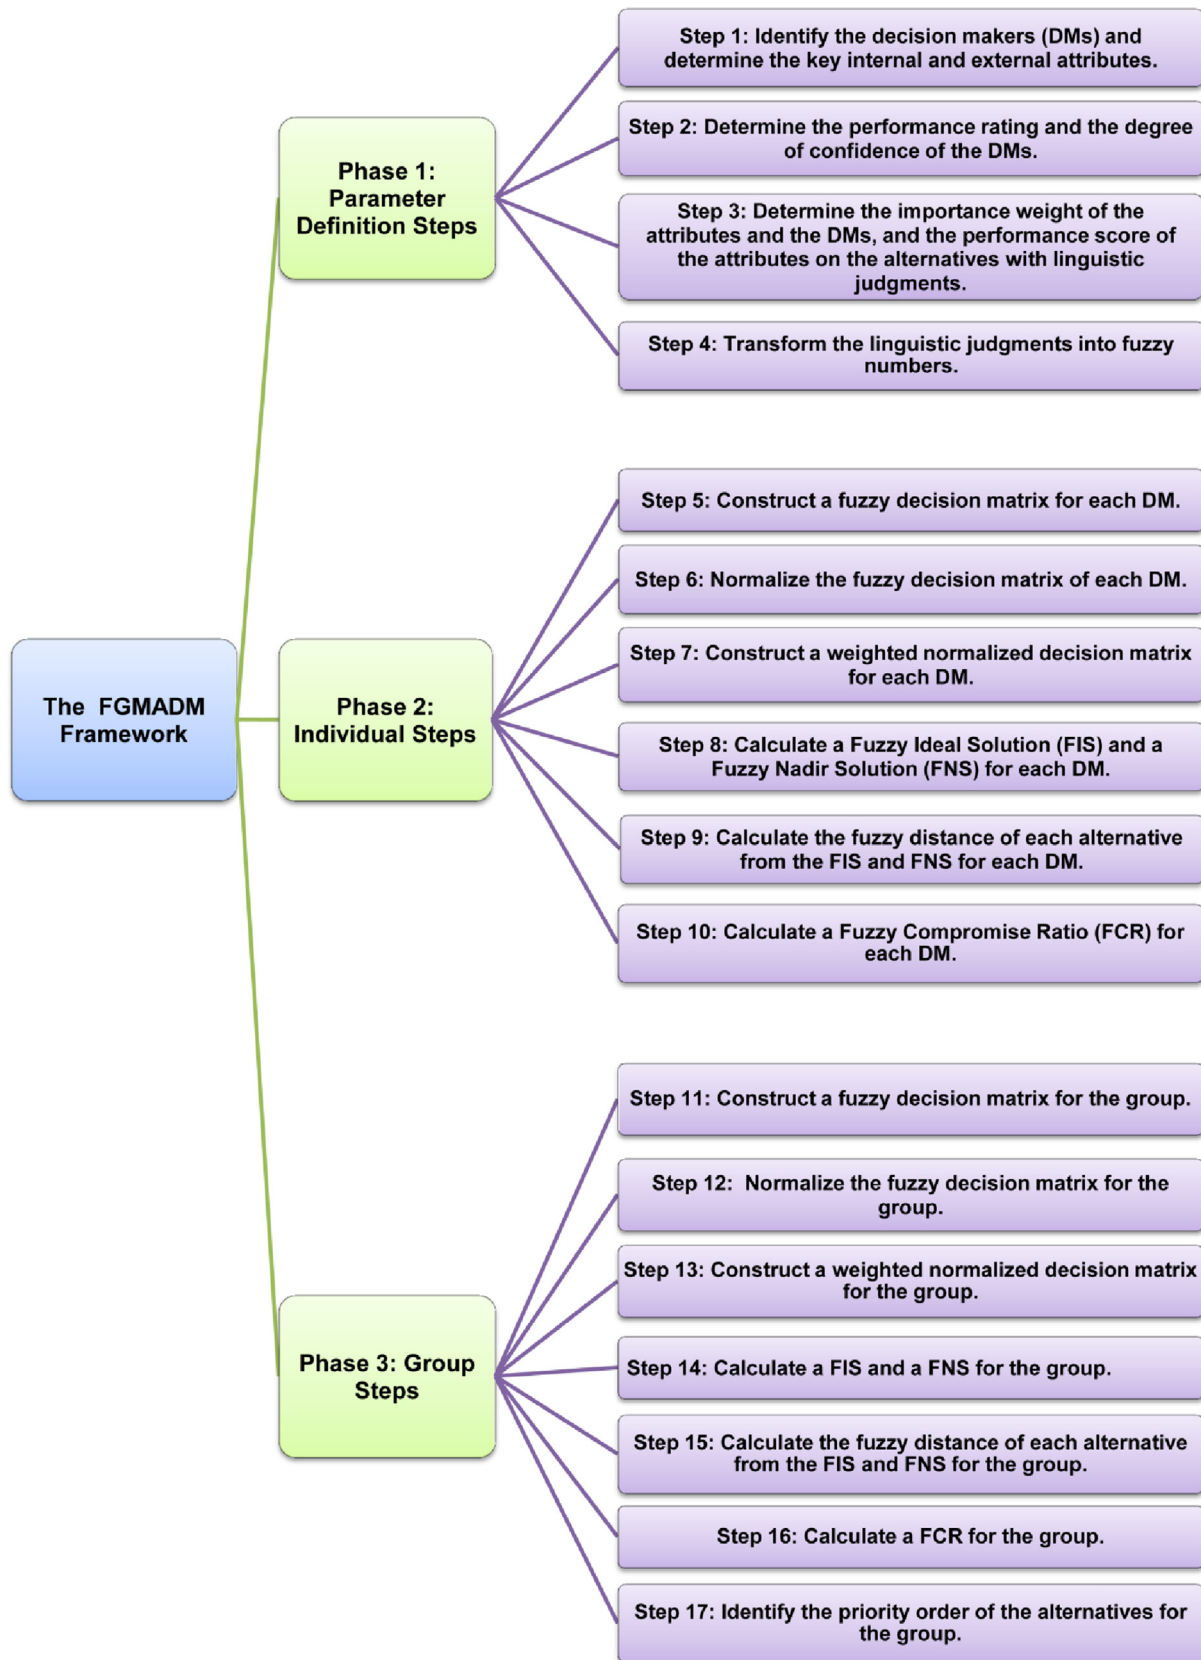 The FGMADM
Framework
Phase 1:
Parameter
Definition Steps
Step 1: Identify the decision makers (DMs) and
determine the key internal and external attributes.
Step 2: Determine the performance rating and the degree
of confidence of the DMs.
Step 3: Determine the importance weight of the
attributes and the DMs, and the performance score of
the attributes on the alternatives with linguistic
judgments.
Step 4: Transform the linguistic judgments into fuzzy
numbers.
Phase 2:
Individual Steps
Step 5: Construct a fuzzy decision matrix for each DM.
Step 6: Normalize the fuzzy decision matrix of each DM.
Step 7: Construct a weighted normalized decision matrix
for each DM.
Step 8: Calculate a Fuzzy Ideal Solution (FIS) and a
Fuzzy Nadir Solution (FNS) for each DM.
Step 9: Calculate the fuzzy distance of each alternative
from the FIS and FNS for each DM.
Step 10: Calculate a Fuzzy Compromise Ratio (FCR) for
each DM.
Phase 3: Group
Steps
Step 11: Construct a fuzzy decision matrix for the group.
Step 12: Normalize the fuzzy decision matrix for the
group.
Step 13: Construct a weighted normalized decision matrix
for the group.
Step 14: Calculate a FIS and a FNS for the group.
Step 15: Calculate the fuzzy distance of each alternative
from the FIS and FNS for the group.
Step 16: Calculate a FCR for the group.
Step 17: Identify the priority order of the alternatives for
the group.